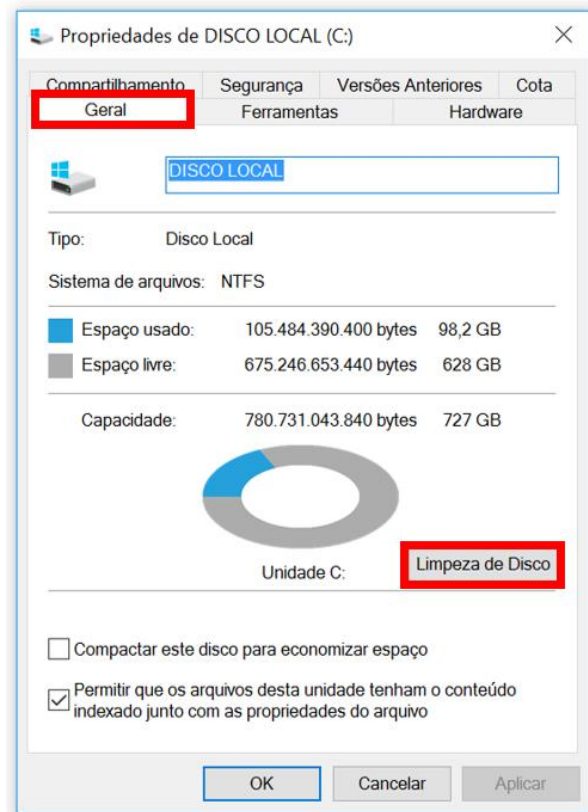 Propriedades de DISCO LOCAL (C:)
Compartilhamento Segurança Versões Anteriores Cota
Geral Ferramentas Hardware
DISCO LOCAL
Tipo: Disco Local
Sistema de arquivos: NTFS
Espaço usado: 105.484.390.400 bytes 98,2 GB
Espaço livre: 675.246.653.440 bytes 628 GB
Capacidade: 780.731.043.840 bytes 727 GB
Unidade C: Limpeza de Disco
Compactar este disco para economizar espaço
Permitir que os arquivos desta unidade tenham o conteúdo
indexado junto com as propriedades do arquivo
OK Cancelar Aplicar